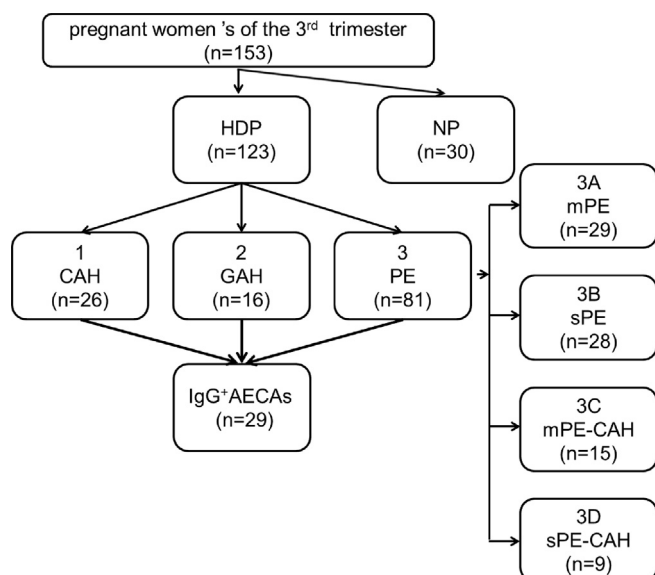 pregnant women 's of the 3rd trimester
(n=153)
HDP
(n=123)
NP
(n=30)
1
CAH
(n=26)
2
GAH
(n=16)
3
PE
(n=81)
IgG+AECAs
(n=29)
3A
mPE
(n=29)
3B
sPE
(n=28)
3C
mPE-CAH
(n=15)
3D
sPE-CAH
(n=9)